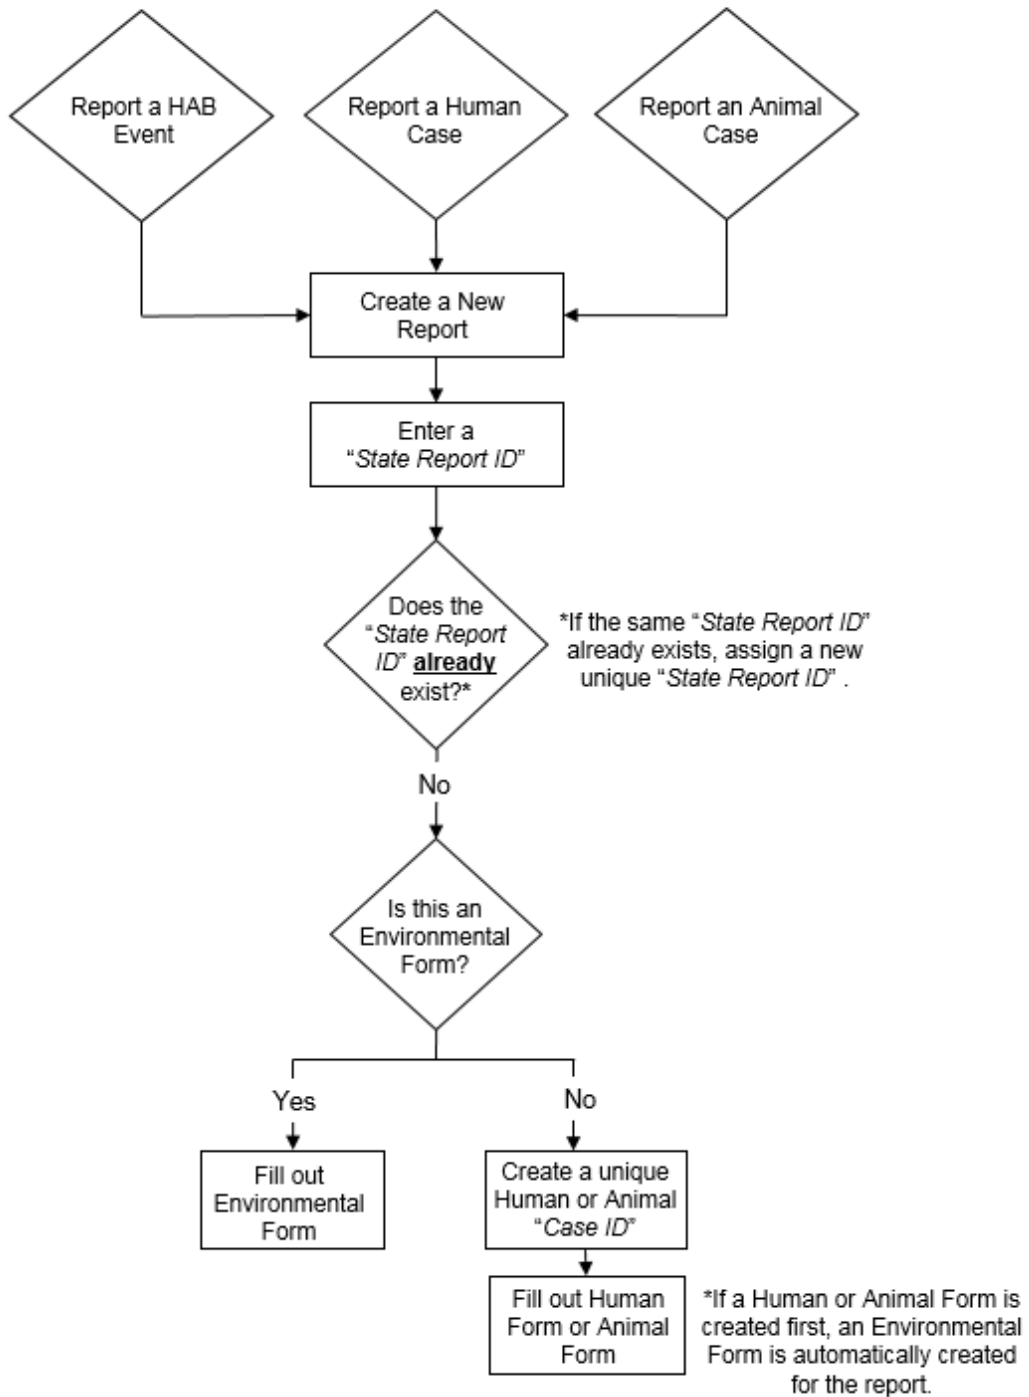 Report a HAB
Event
Report a Human
Case
Report an Animal
Case
Create a New
Report
Enter a
“State Report ID”
Does the
“State Report
ID” already
exist?*
*If the same “State Report ID”
already exists, assign a new
unique “State Report ID” .
No
Is this an
Environmental
Form?
Yes
No
Fill out
Environmental
Form
Create a unique
Human or Animal
“Case ID”
Fill out Human
Form or Animal
Form
*If a Human or Animal Form is
created first, an Environmental
Form is automatically created
for the report.